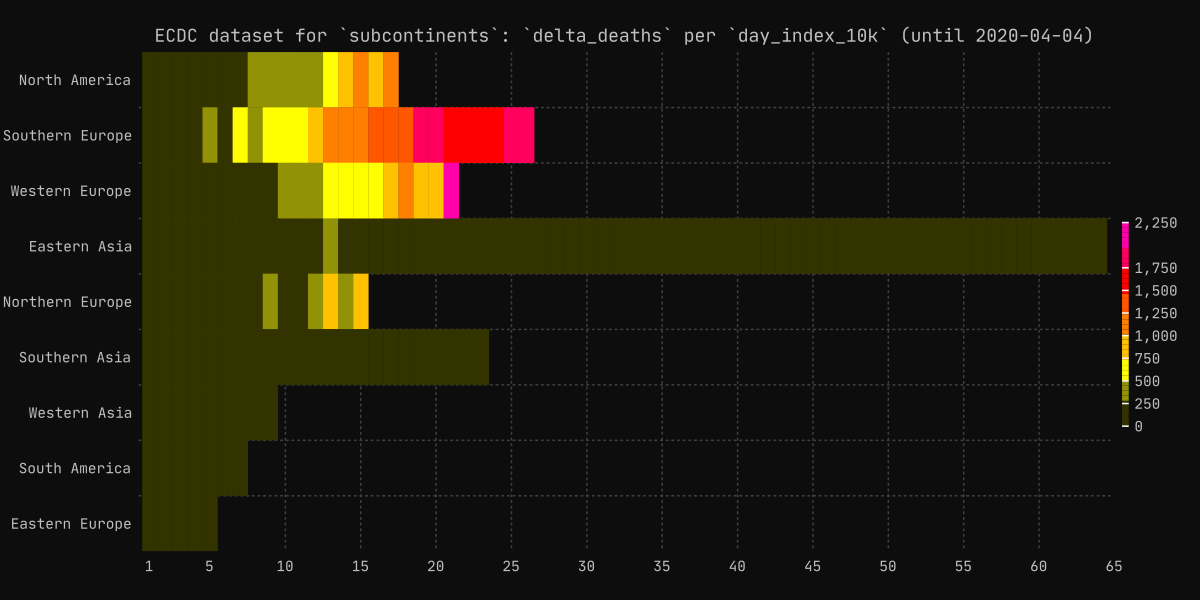 ECDC dataset for `subcontinents`: `delta_deaths` per `day_index_10k` (until 2020-04-04)
North America
Southern Europe
Western Europe
Eastern Asia
Northern Europe
Southern Asia
Western Asia
South America
Eastern Europe
2,250
1,750
1,500
1,250
1,000
750
500
250
0
1 5 10 15 20 25 30 35 40 45 50 55 60 65